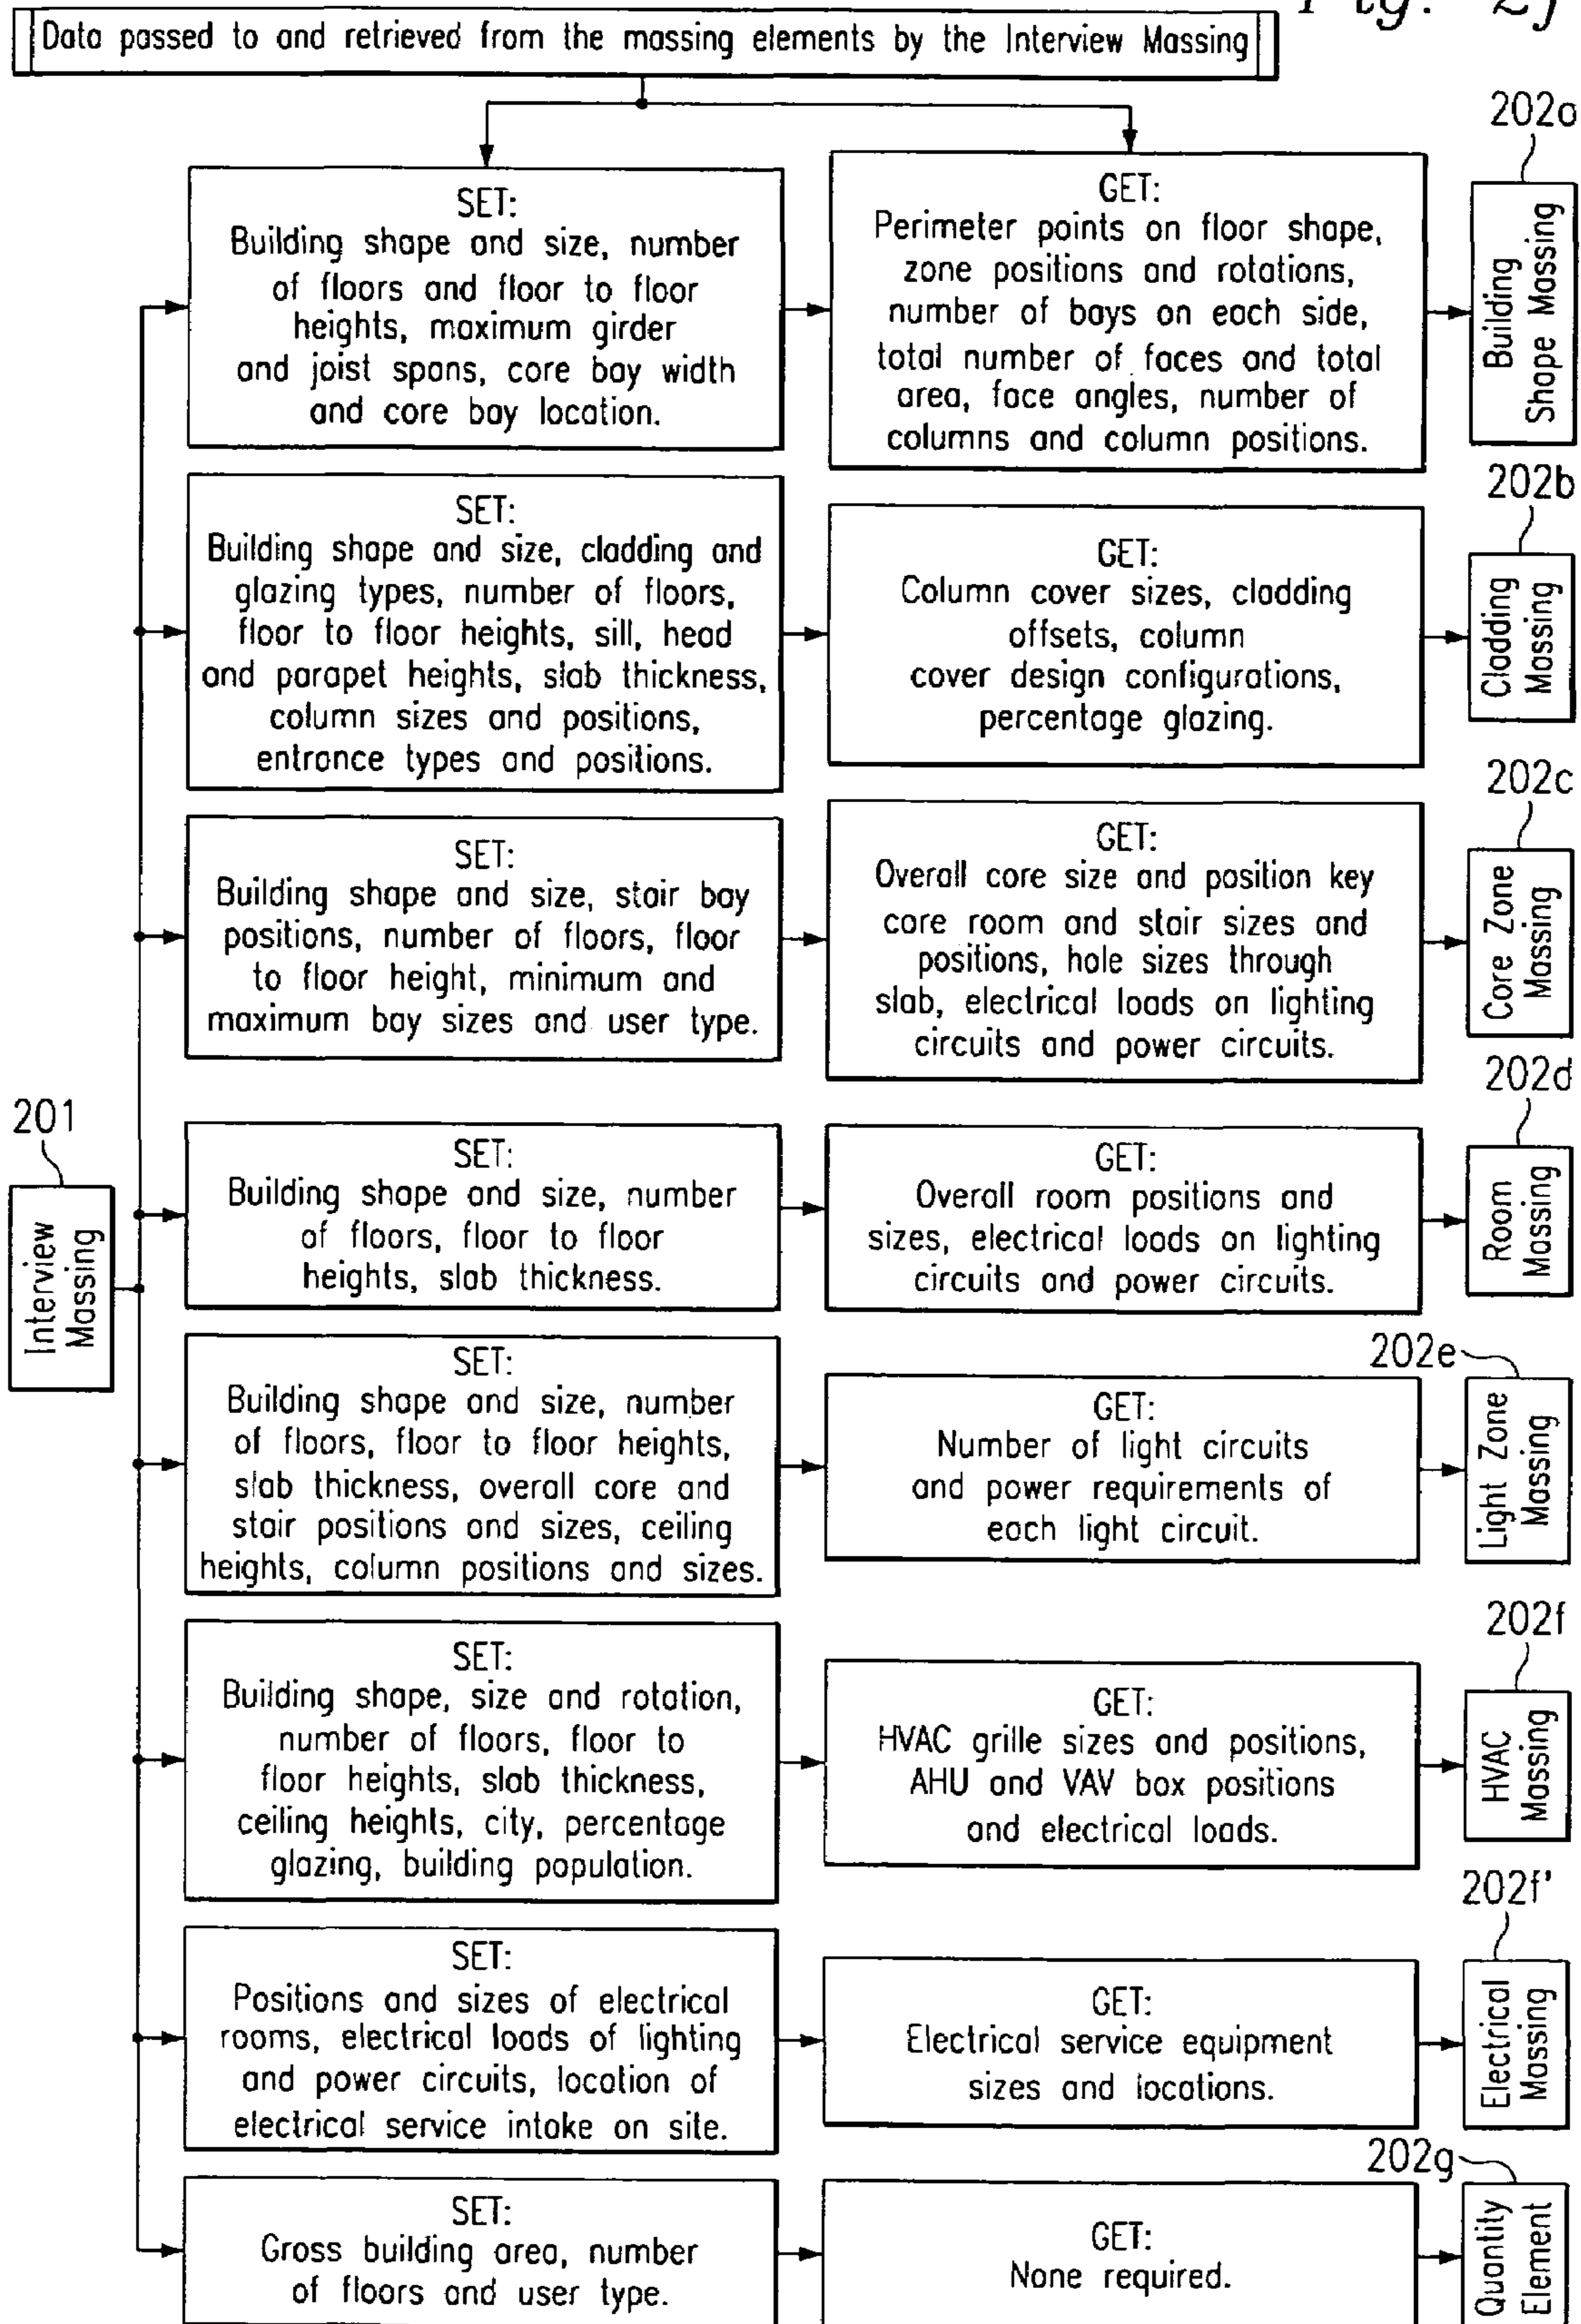 Fig. 2j
Data passed to and retrieved from the massing elements by the Interview Massing
202a
SET:
Building shape and size, number
of floors and floor to floor
heights, maximum girder
and joist spans, core bay width
and core bay location.
GET:
Perimeter points on floor shape,
zone positions and rotations,
number of bays on each side,
total number of faces and total
area, face angles, number of
columns and column positions.
Building
Shape Massing
202b
SET:
Building shape and size, cladding and
glazing types, number of floors,
floor to floor heights, sill, head
and parapet heights, slab thickness,
column sizes and positions,
entrance types and positions.
GET:
Column cover sizes, cladding
offsets, column
cover design configurations,
percentage glazing.
Cladding
Massing
202c
SET:
Building shape and size, stair bay
positions, number of floors, floor
to floor height, minimum and
maximum bay sizes and user type.
GET:
Overall core size and position key
core room and stair sizes and
positions, hole sizes through
slab, electrical loads on lighting
circuits and power circuits.
Core Zone
Massing
202d
201
Interview
Massing
SET:
Building shape and size, number
of floors, floor to floor
heights, slab thickness.
GET:
Overall room positions and
sizes, electrical loads on lighting
circuits and power circuits.
Room
Massing
202e
SET:
Building shape and size, number
of floors, floor to floor heights,
slab thickness, overall core and
stair positions and sizes, ceiling
heights, column positions and sizes.
GET:
Number of light circuits
and power requirements of
each light circuit.
Light Zone
Massing
202f
SET:
Building shape, size and rotation,
number of floors, floor to
floor heights, slab thickness,
ceiling heights, city, percentage
glazing, building population.
GET:
HVAC grille sizes and positions,
AHU and VAV box positions
and electrical loads.
HVAC
Massing
202f'
SET:
Positions and sizes of electrical
rooms, electrical loads of lighting
and power circuits, location of
electrical service intake on site.
GET:
Electrical service equipment
sizes and locations.
Electrical
Massing
202g
SET:
Gross building area, number
of floors and user type.
GET:
None required.
Quantity
Element